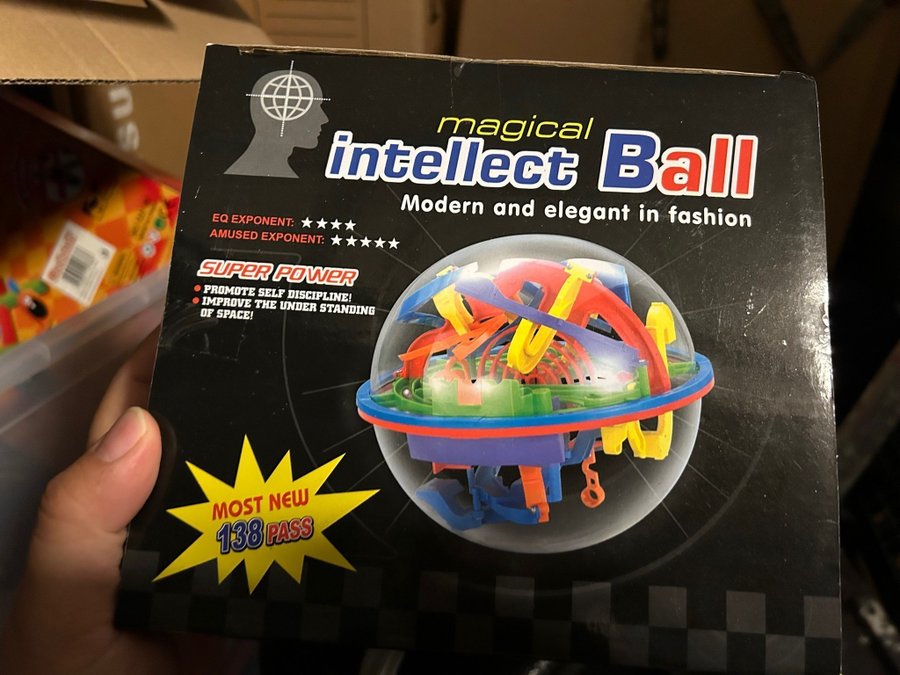 magical
intellect Ball
Modern and elegant in fashion
EQ EXPONENT: ★★★★
AMUSED EXPONENT: ★★★★★
SUPER POWER
• PROMOTE SELF DISCIPLINE!
• IMPROVE THE UNDER STANDING
OF SPACE!
MOST NEW
138 PASS